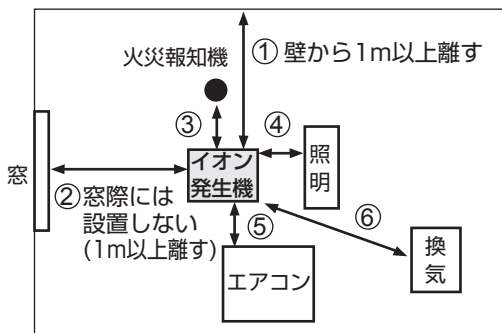 ① 壁から1m以上離す
火災報知機
③
④
イオン
発生機
照
明
窓
② 窓際には
設置しない
(1m以上離す)
⑤
⑥
エアコン
換
気